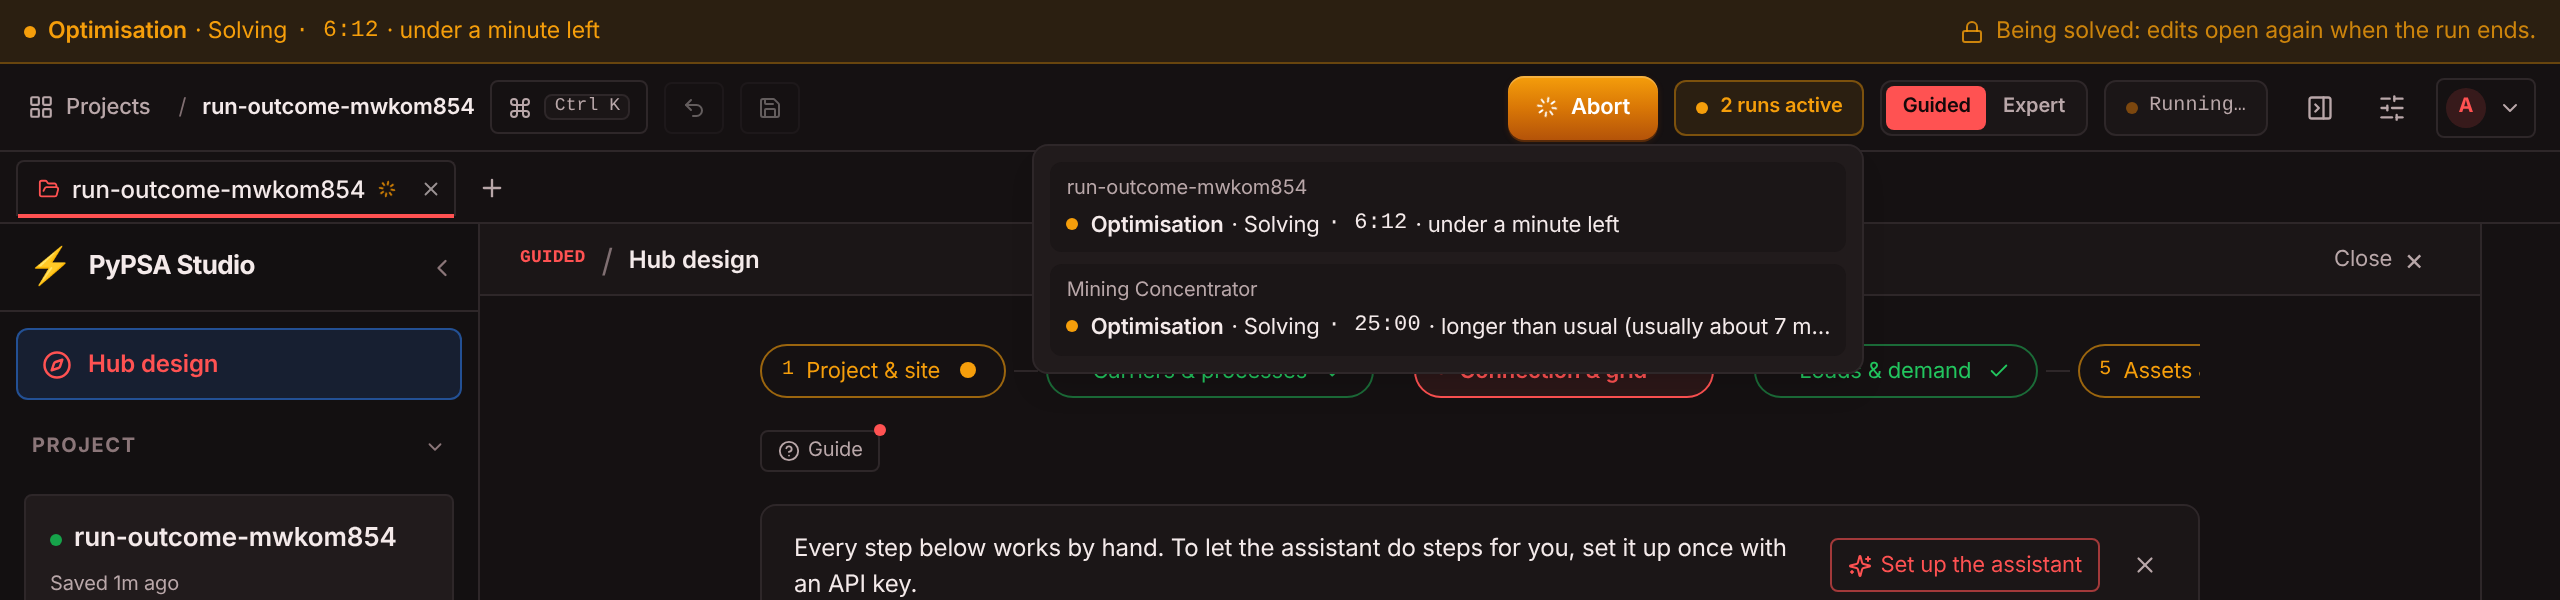 Optimisation · Solving · 6:12 · under a minute left
Being solved: edits open again when the run ends.
Projects / run-outcome-mwkom854
Ctrl K
Abort
2 runs active
Guided
Expert
Running…
A
run-outcome-mwkom854
run-outcome-mwkom854
Optimisation · Solving · 6:12 · under a minute left
Mining Concentrator
Optimisation · Solving · 25:00 · longer than usual (usually about 7 m…
PyPSA Studio
GUIDED / Hub design
Close
Hub design
1 Project & site
Carriers & processes
Connection & grid
Loads & demand
5 Assets
PROJECT
Guide
run-outcome-mwkom854
Saved 1m ago
Every step below works by hand. To let the assistant do steps for you, set it up once with
an API key.
Set up the assistant